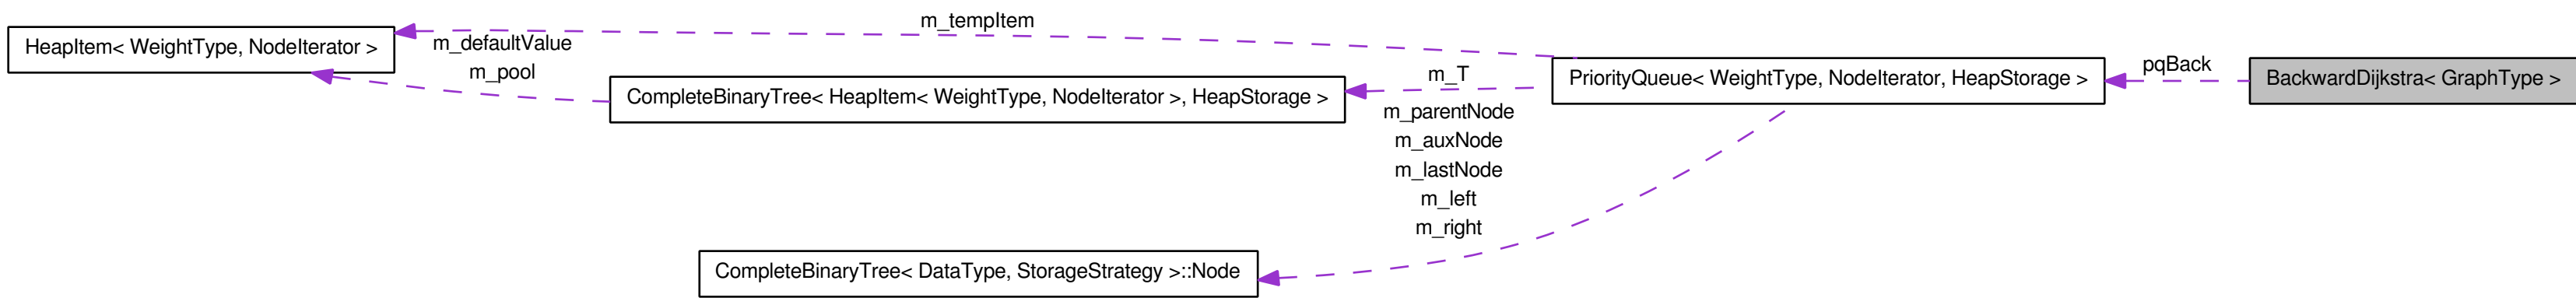 m_tempItem
HeapItem< WeightType, NodeIterator >
m_defaultValue
m_pool
CompleteBinaryTree< HeapItem< WeightType, NodeIterator >, HeapStorage >
m_T
PriorityQueue< WeightType, NodeIterator, HeapStorage >
pqBack
BackwardDijkstra< GraphType >
m_parentNode
m_auxNode
m_lastNode
m_left
m_right
CompleteBinaryTree< DataType, StorageStrategy >::Node